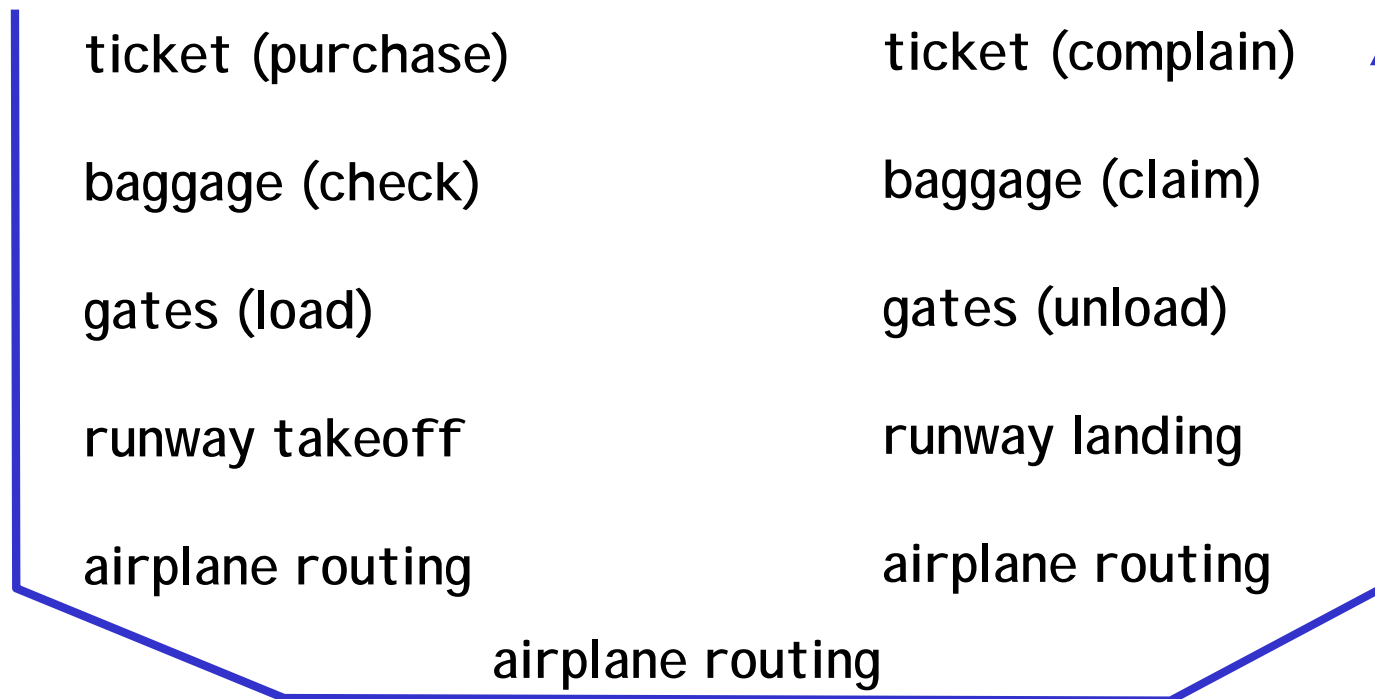 ticket (purchase)
baggage (check)
gates (load)
runway takeoff
airplane routing
ticket (complain)
baggage (claim)
gates (unload)
runway landing
airplane routing
airplane routing